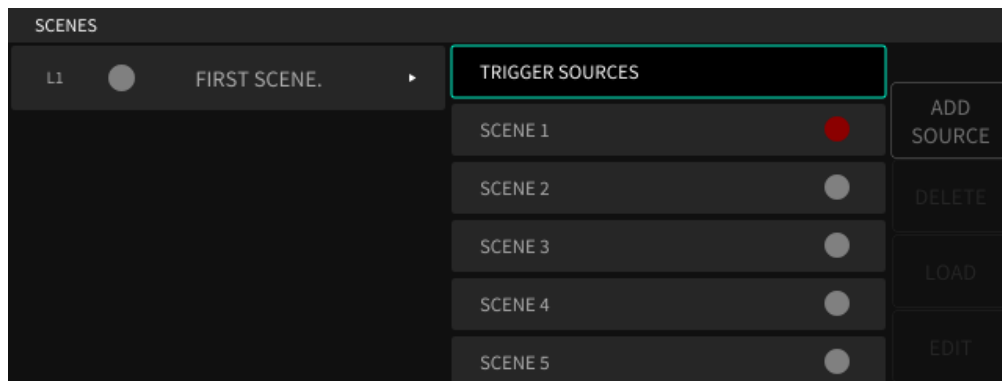 SCENES
L1 FIRST SCENE.
TRIGGER SOURCES
SCENE 1
SCENE 2
SCENE 3
SCENE 4
SCENE 5
ADD
SOURCE
DELETE
LOAD
EDIT